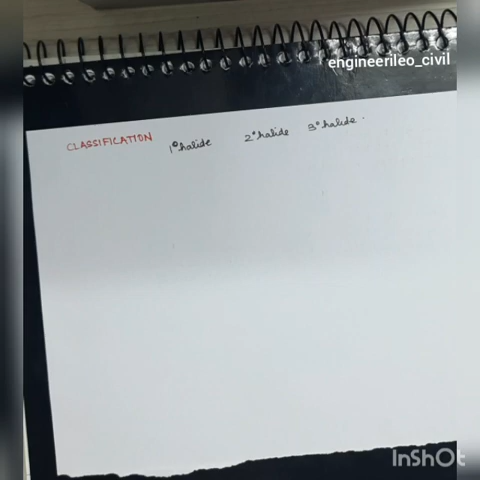 engineerileo_civil
CLASSIFICATION 1° halide 2° halide 3° halide.
InShOt